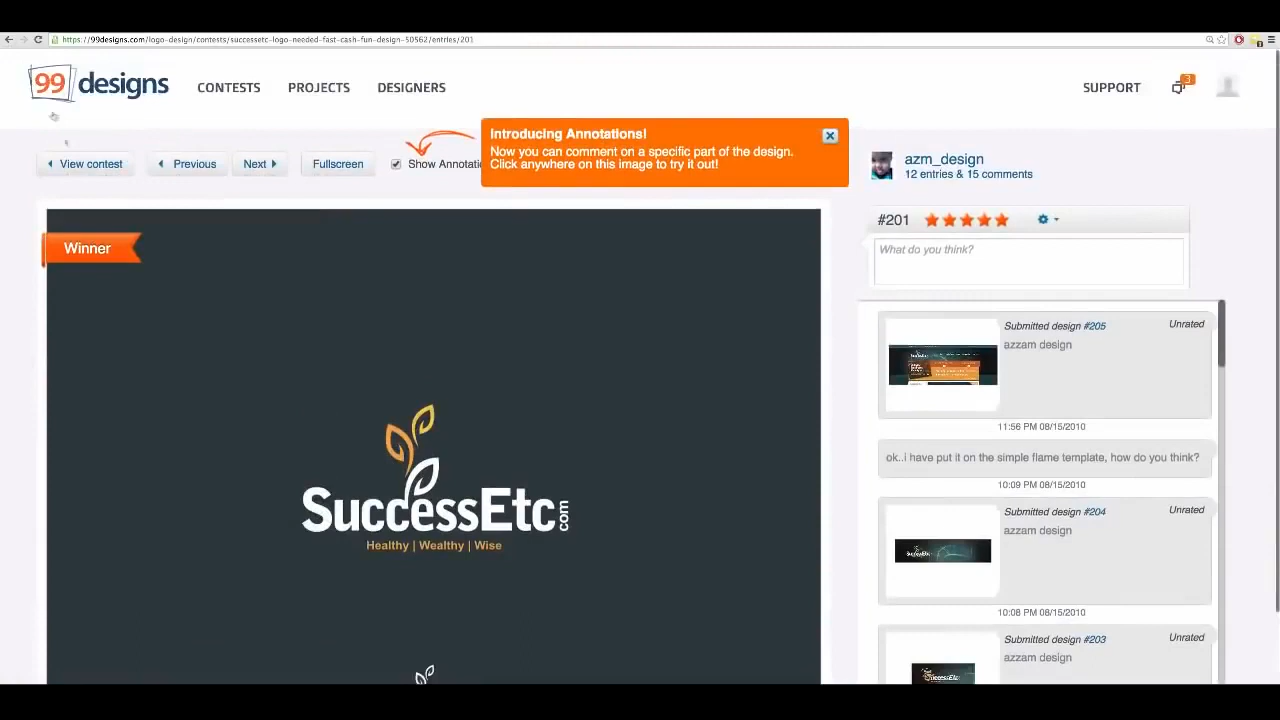 https://99designs.com/logo-design/contests/successetc-logo-needed-fast-cash-fun-design-50562/entries/201
99designs
CONTESTS PROJECTS DESIGNERS
SUPPORT
3
View contest
Previous
Next
Fullscreen
Show Annotatio
Introducing Annotations!
Now you can comment on a specific part of the design.
Click anywhere on this image to try it out!
azm_design
12 entries & 15 comments
#201
What do you think?
Winner
SuccessEtc.com
Healthy | Wealthy | Wise
Submitted design #205
Unrated
azzam design
11:56 PM 08/15/2010
ok..i have put it on the simple flame template, how do you think?
10:09 PM 08/15/2010
Submitted design #204
Unrated
azzam design
10:08 PM 08/15/2010
Submitted design #203
Unrated
azzam design
SuccessEtc